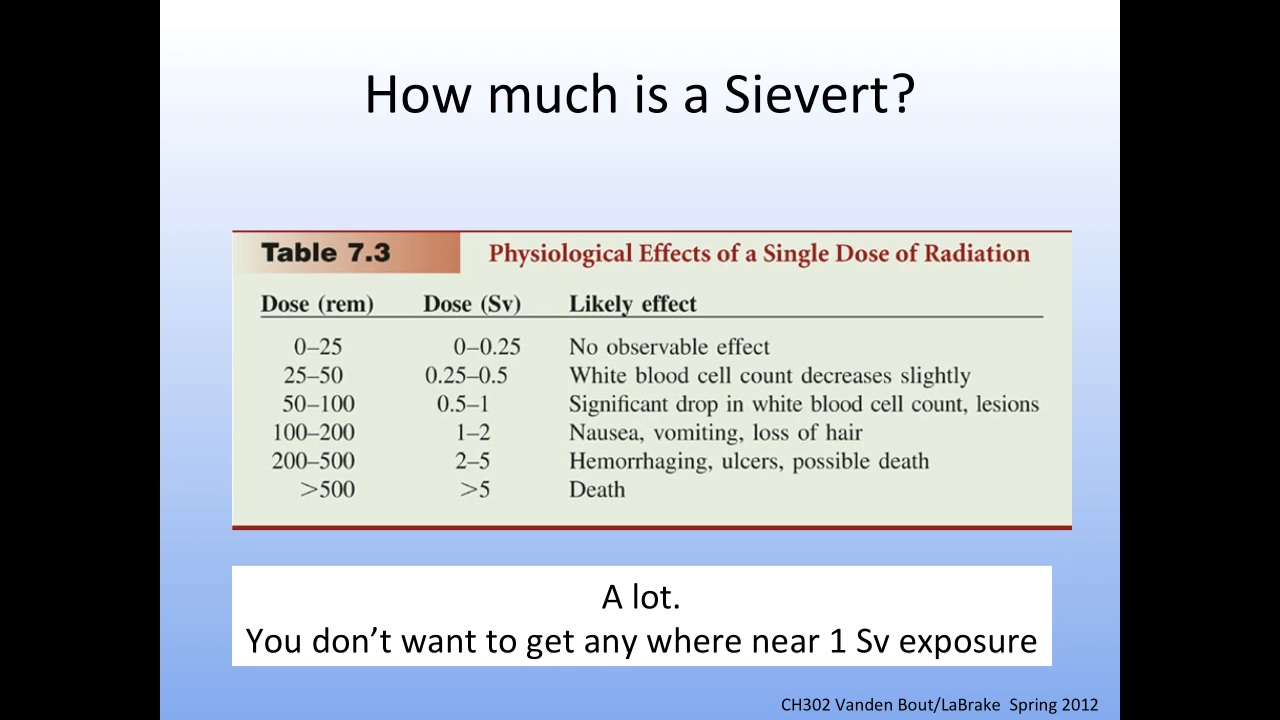 How much is a Sievert?
Table 7.3 Physiological Effects of a Single Dose of Radiation
Dose (rem) Dose (Sv) Likely effect
0–25 0–0.25 No observable effect
25–50 0.25–0.5 White blood cell count decreases slightly
50–100 0.5–1 Significant drop in white blood cell count, lesions
100–200 1–2 Nausea, vomiting, loss of hair
200–500 2–5 Hemorrhaging, ulcers, possible death
>500 >5 Death
A lot.
You don’t want to get any where near 1 Sv exposure
CH302 Vanden Bout/LaBrake Spring 2012